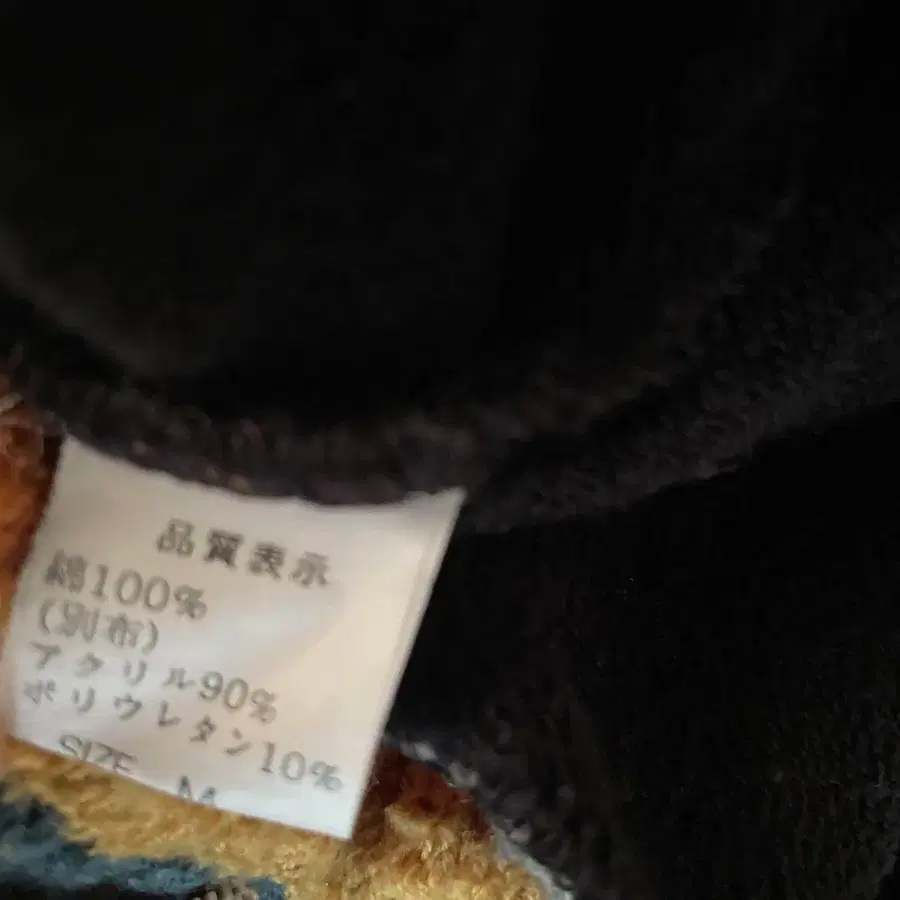 品質表示
綿100%
(別布)
アクリル90%
ポリウレタン10%
SIZE M